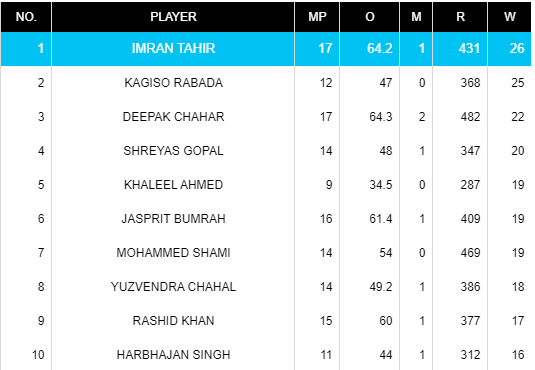 NO. PLAYER MP O M R W
1 IMRAN TAHIR 17 64.2 1 431 26
2 KAGISO RABADA 12 47 0 368 25
3 DEEPAK CHAHAR 17 64.3 2 482 22
4 SHREYAS GOPAL 14 48 1 347 20
5 KHALEEL AHMED 9 34.5 0 287 19
6 JASPRIT BUMRAH 16 61.4 1 409 19
7 MOHAMMED SHAMI 14 54 0 469 19
8 YUZVENDRA CHAHAL 14 49.2 1 386 18
9 RASHID KHAN 15 60 1 377 17
10 HARBHAJAN SINGH 11 44 1 312 16